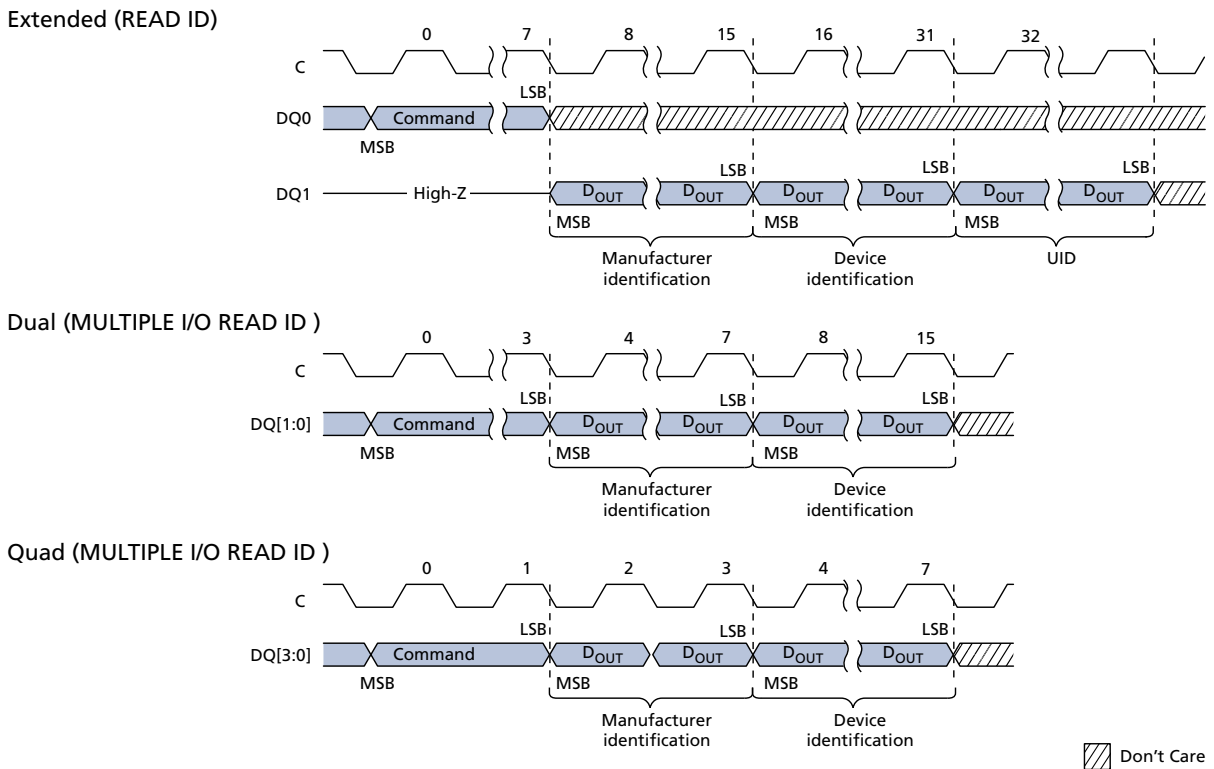 Extended (READ ID)
0 7 8 15 16 31 32
C
LSB
DQ0 Command
MSB
LSB LSB LSB
DQ1 High-Z DOUT DOUT DOUT DOUT DOUT DOUT
MSB MSB MSB
Manufacturer identification Device identification UID
Dual (MULTIPLE I/O READ ID )
0 3 4 7 8 15
C
LSB LSB LSB
DQ[1:0] Command DOUT DOUT DOUT DOUT
MSB MSB MSB
Manufacturer identification Device identification
Quad (MULTIPLE I/O READ ID )
0 1 2 3 4 7
C
LSB LSB LSB
DQ[3:0] Command DOUT DOUT DOUT DOUT
MSB MSB MSB
Manufacturer identification Device identification
Don't Care